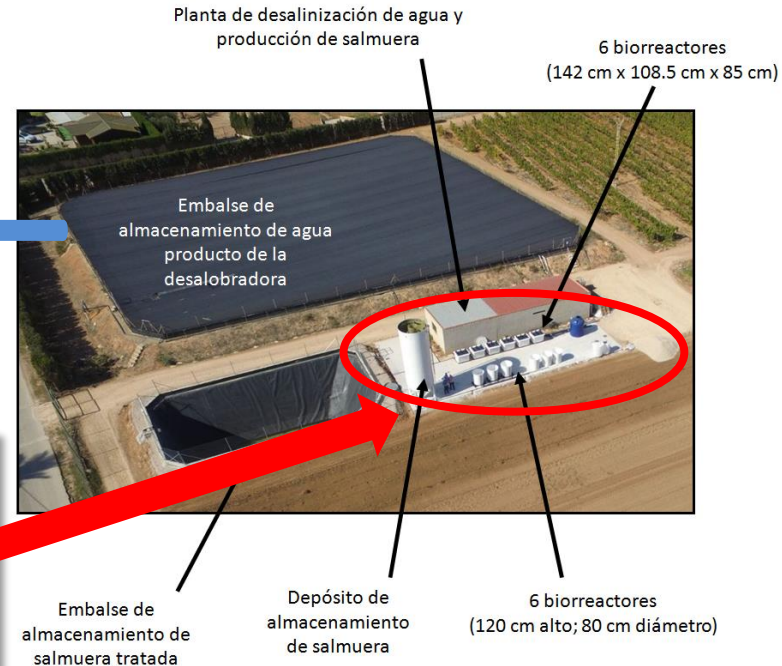 Planta de desalinización de agua y
producción de salmuera
6 biorreactores
(142 cm x 108.5 cm x 85 cm)
Embalse de
almacenamiento de agua
producto de la
desalobradora
Embalse de
almacenamiento de
salmuera tratada
Depósito de
almacenamiento
de salmuera
6 biorreactores
(120 cm alto; 80 cm diámetro)